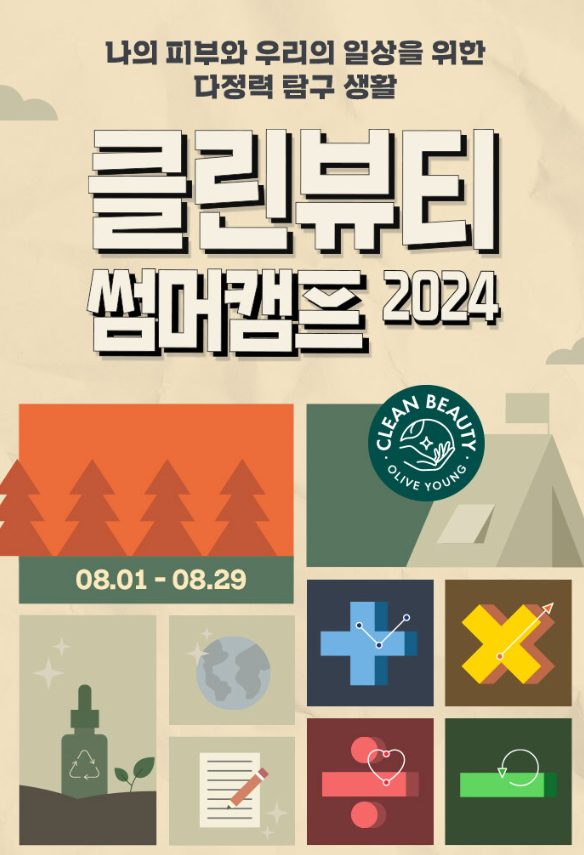 나의 피부와 우리의 일상을 위한
다정력 탐구 생활
클린뷰티
썸머캠프 2024
CLEAN BEAUTY
· OLIVE YOUNG ·
08.01 - 08.29